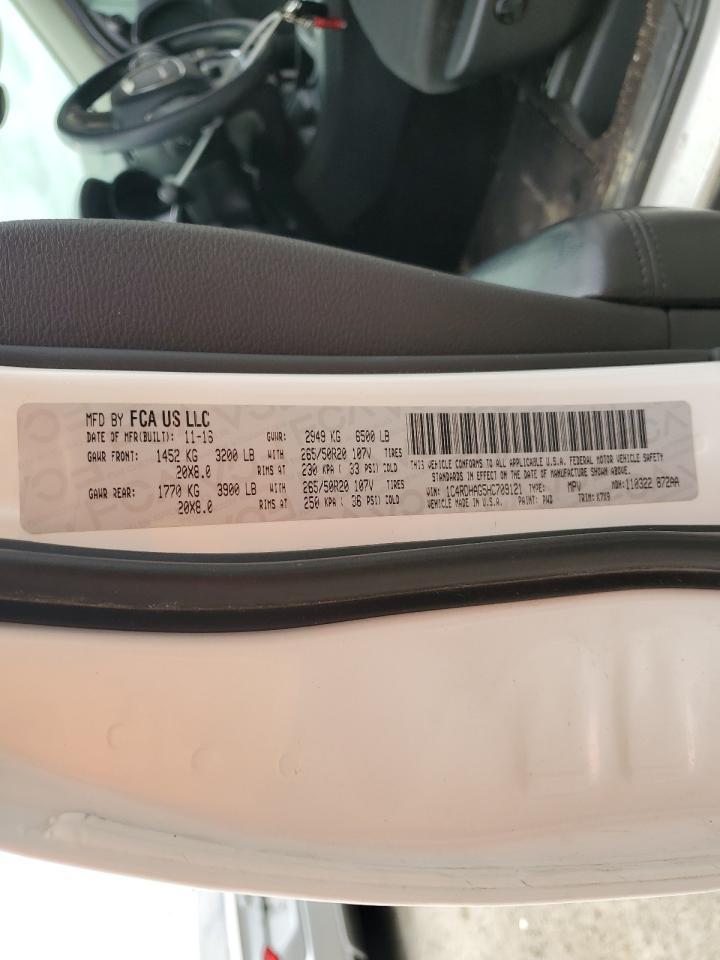 MFD BY FCA US LLC
DATE OF MFR(BUILT): 11-16 GVWR: 2949 KG 6500 LB
GAWR FRONT: 1452 KG 3200 LB WITH 265/50R20 107V TIRES
20X8.0 RIMS AT 230 KPA ( 33 PSI) COLD
GAWR REAR: 1770 KG 3900 LB WITH 265/50R20 107V TIRES
20X8.0 RIMS AT 250 KPA ( 36 PSI) COLD
THIS VEHICLE CONFORMS TO ALL APPLICABLE U.S.A. FEDERAL MOTOR VEHICLE SAFETY
STANDARDS IN EFFECT ON THE DATE OF MANUFACTURE SHOWN ABOVE.
VIN: 1C4RDHAG5HC709121 TYPE: MPV MDH: 110322 872AA
VEHICLE MADE IN U.S.A. PAINT: PWD TRIM: K7X9